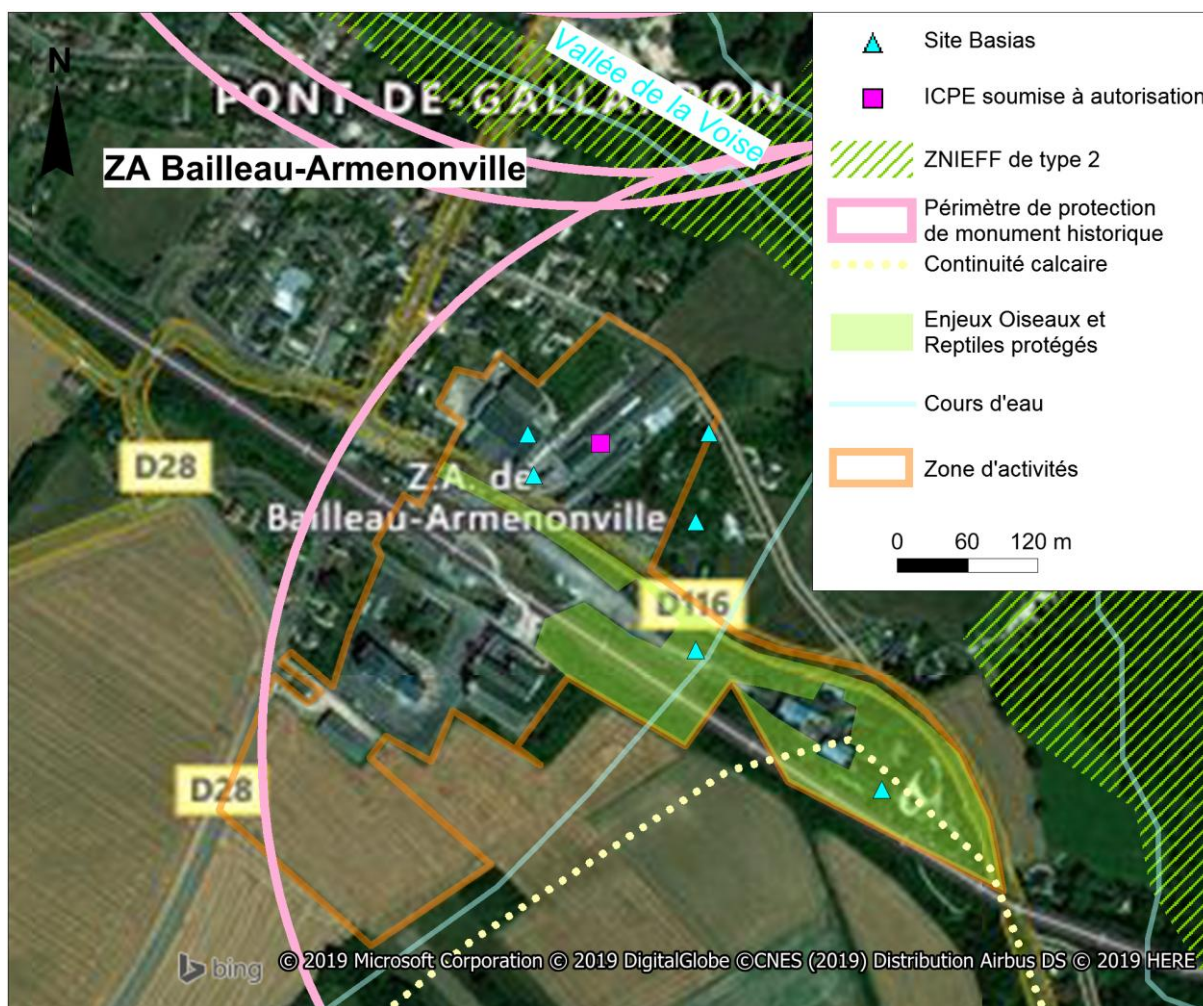 N
PONT-DE-GALLARDON
Vallée de la Voise
ZA Bailleau-Armenonville
D28
Z.A. de
Bailleau-Armenonville
D116
D28
bing
© 2019 Microsoft Corporation © 2019 DigitalGlobe ©CNES (2019) Distribution Airbus DS © 2019 HERE
Site Basias
ICPE soumise à autorisation
ZNIEFF de type 2
Périmètre de protection
de monument historique
Continuité calcaire
Enjeux Oiseaux et
Reptiles protégés
Cours d'eau
Zone d'activités
0 60 120 m